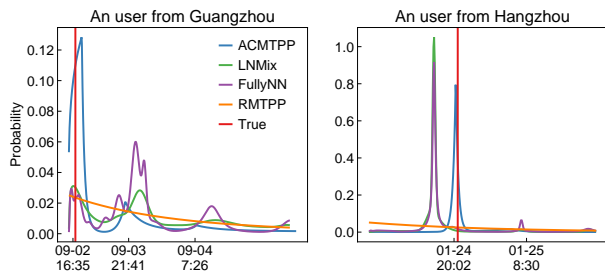 An user from Guangzhou
Probability
0.12
0.10
0.08
0.06
0.04
0.02
0.00
ACMTPP
LNMix
FullyNN
RMTPP
True
09-02
16:35
09-03
21:41
09-04
7:26
An user from Hangzhou
1.0
0.8
0.6
0.4
0.2
0.0
01-24
20:02
01-25
8:30